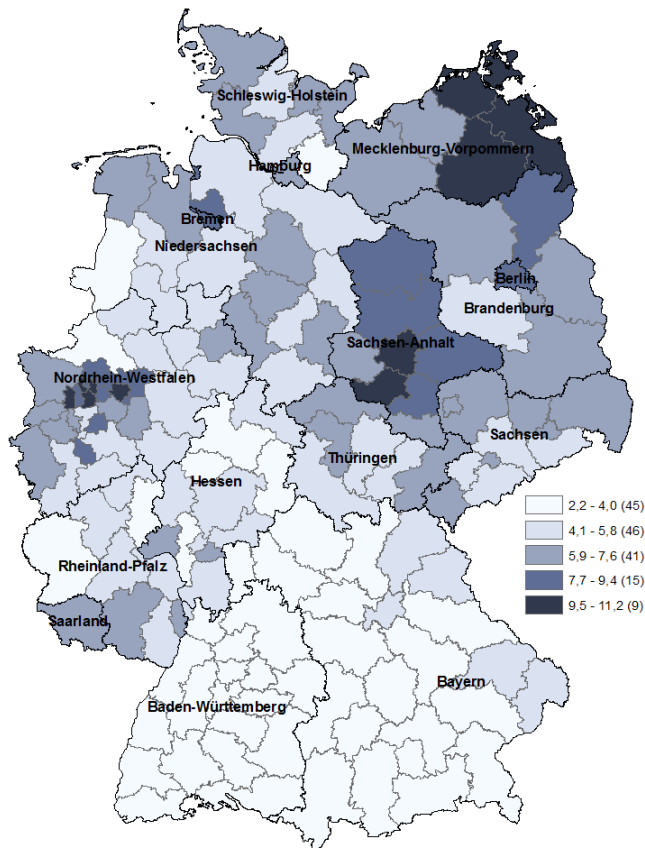 Schleswig-Holstein
Mecklenburg-Vorpommern
Hamburg
Bremen
Niedersachsen
Berlin
Brandenburg
Sachsen-Anhalt
Nordrhein-Westfalen
Sachsen
Thüringen
Hessen
Rheinland-Pfalz
Saarland
Bayern
Baden-Württemberg
2,2 - 4,0 (45)
4,1 - 5,8 (46)
5,9 - 7,6 (41)
7,7 - 9,4 (15)
9,5 - 11,2 (9)